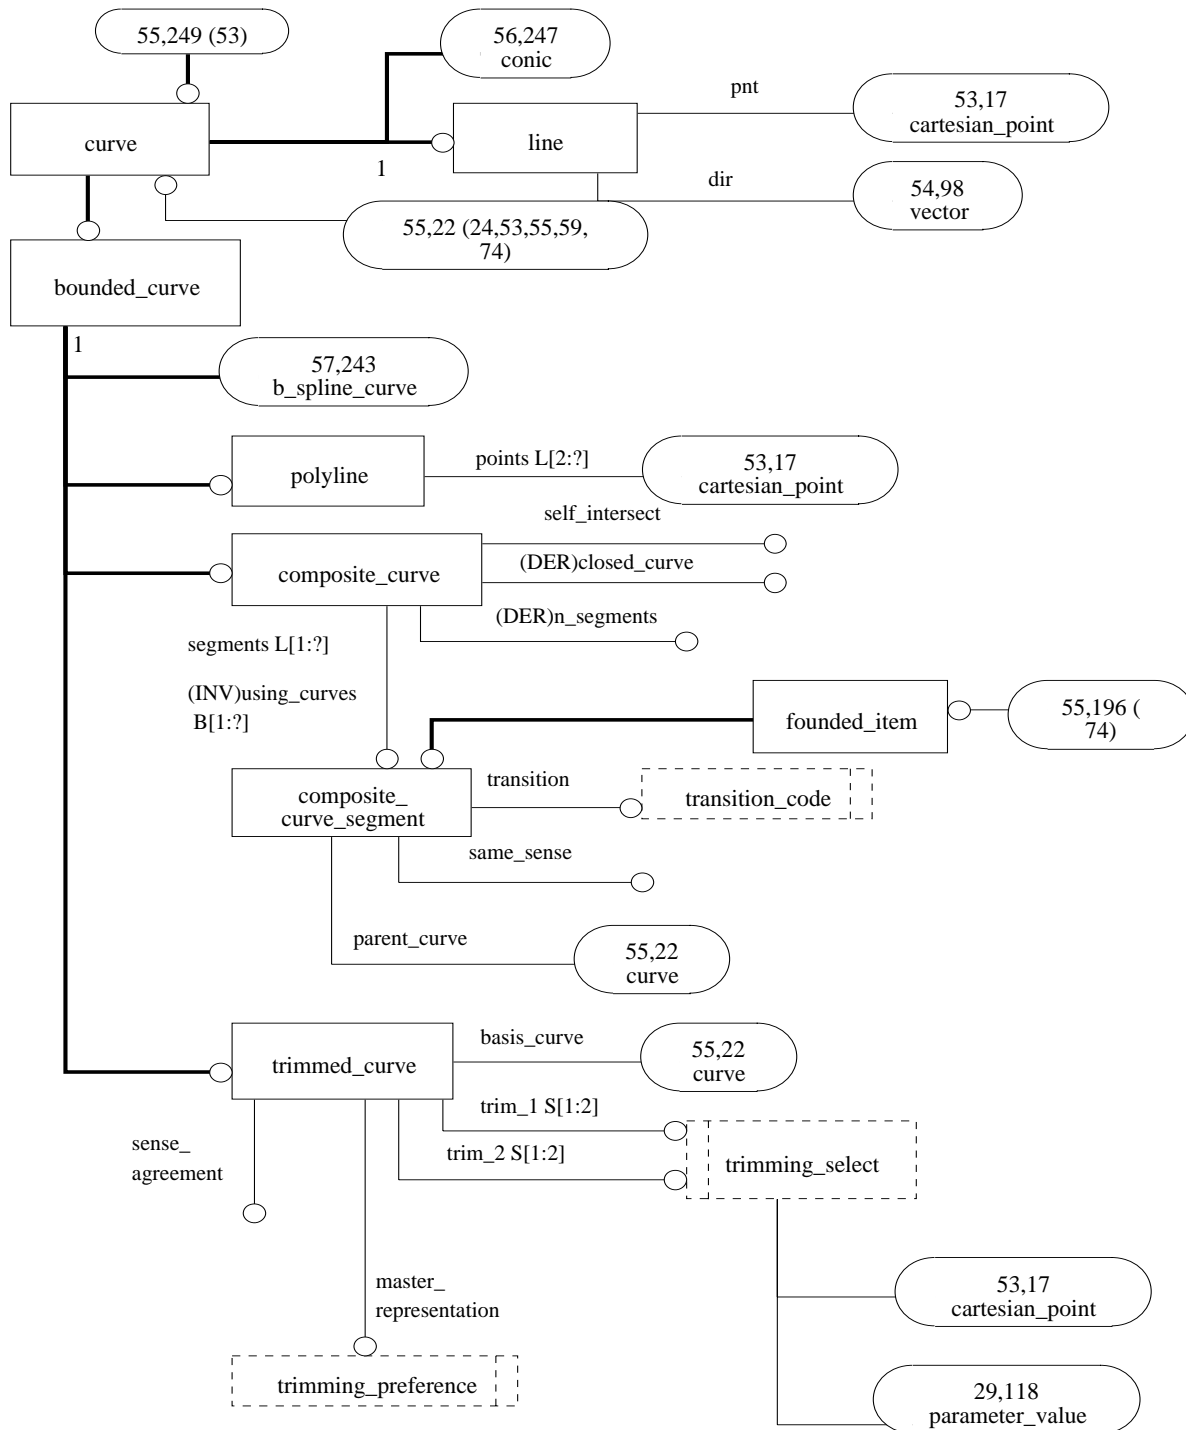 55,249 (53)
56,247
conic
curve
1
line
pnt
53,17
cartesian_point
dir
54,98
vector
55,22 (24,53,55,59,
74)
bounded_curve
1
57,243
b_spline_curve
polyline
points L[2:?]
53,17
cartesian_point
self_intersect
composite_curve
(DER)closed_curve
(DER)n_segments
segments L[1:?]
(INV)using_curves
B[1:?]
founded_item
55,196 (
74)
composite_
curve_segment
transition
transition_code
same_sense
parent_curve
55,22
curve
trimmed_curve
basis_curve
55,22
curve
trim_1 S[1:2]
trim_2 S[1:2]
trimming_select
sense_
agreement
master_
representation
trimming_preference
53,17
cartesian_point
29,118
parameter_value